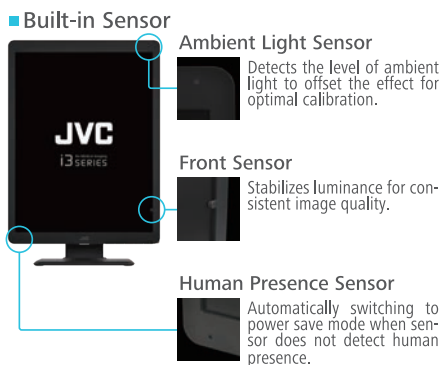 Built-in Sensor
Ambient Light Sensor
Detects the level of ambient
light to offset the effect for
optimal calibration.
JVC
i3 SERIES
Front Sensor
Stabilizes luminance for con-
sistent image quality.
JVC
Human Presence Sensor
Automatically switching to
power save mode when sen-
sor does not detect human
presence.